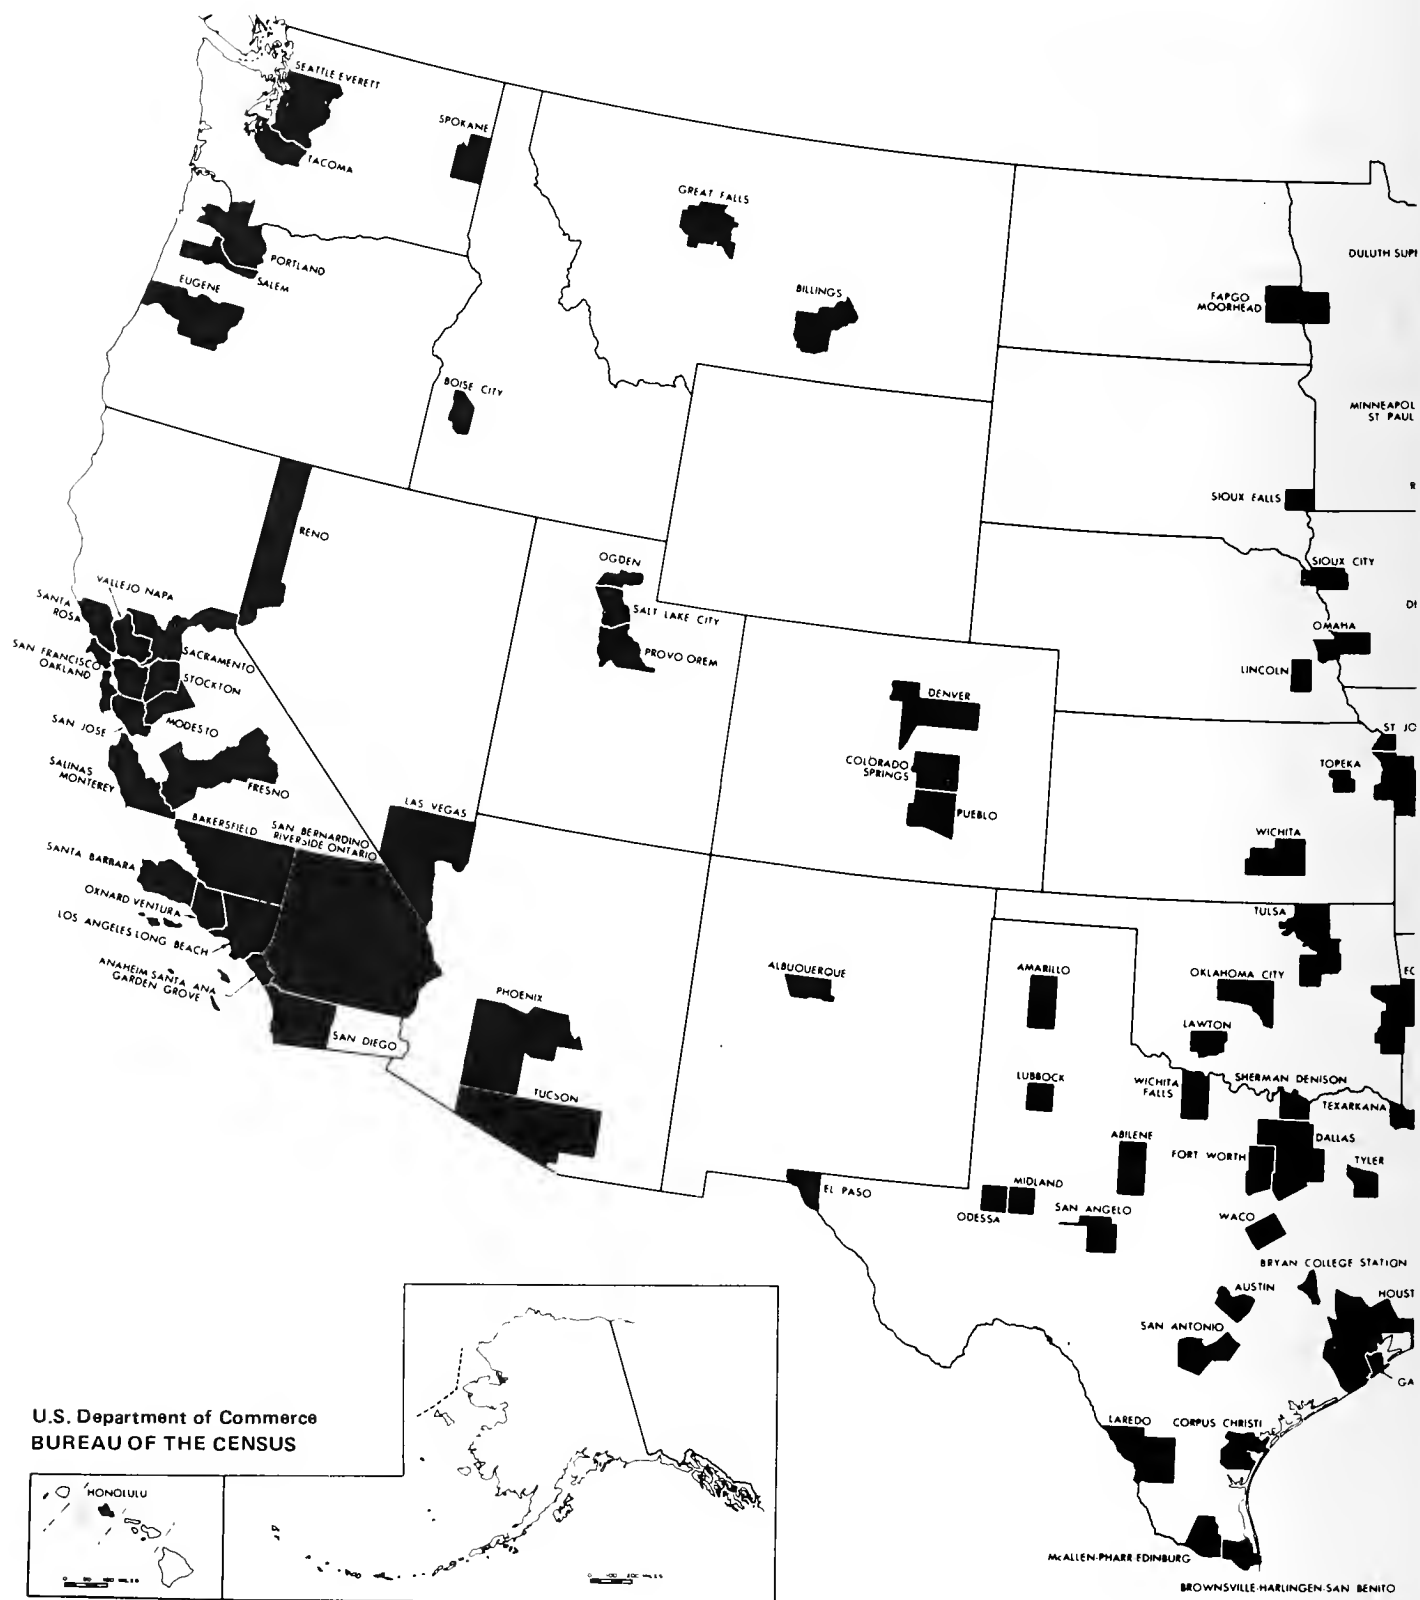 SEATTLE EVERETT
SPOKANE
TACOMA
GREAT FALLS
DULUTH SUP
PORTLAND
SALEM
EUGENE
BILLINGS
FAPGO
MOORHEAD
BOISE CITY
MINNEAPOL
ST PAUL
SIOUX FALLS
RENO
OGDEN
SIOUX CITY
VALLEJO NAPA
SANTA
ROSA
SALT LAKE CITY
OMAHA
SAN FRANCISCO
OAKLAND
SACRAMENTO
PROVO OREM
LINCOLN
STOCKTON
DENVER
SAN JOSE
MODESTO
ST JO
COLORADO
SPRINGS
TOPEKA
SALINAS
MONTEREY
FRESNO
LAS VEGAS
PUEBLO
BAKERSFIELD
SAN BERNARDINO
RIVERSIDE ONTARIO
WICHITA
SANTA BARBARA
OXNARD VENTURA
TULSA
LOS ANGELES LONG BEACH
ANAHEIM SANTA ANA
GARDEN GROVE
ALBUQUERQUE
AMARILLO
OKLAHOMA CITY
PHOENIX
LAWTON
SAN DIEGO
LUBBOCK
WICHITA
FALLS
SHERMAN DENISON
TUCSON
TEXARKANA
ABILENE
DALLAS
FORT WORTH
TYLER
EL PASO
MIDLAND
ODESSA
SAN ANGELO
WACO
BRYAN COLLEGE STATION
AUSTIN
HOUST
SAN ANTONIO
GA
U.S. Department of Commerce
BUREAU OF THE CENSUS
LAREDO
CORPUS CHRISTI
HONOLULU
McALLEN-PHARR-EDINBURG
BROWNSVILLE-HARLINGEN-SAN BENITO